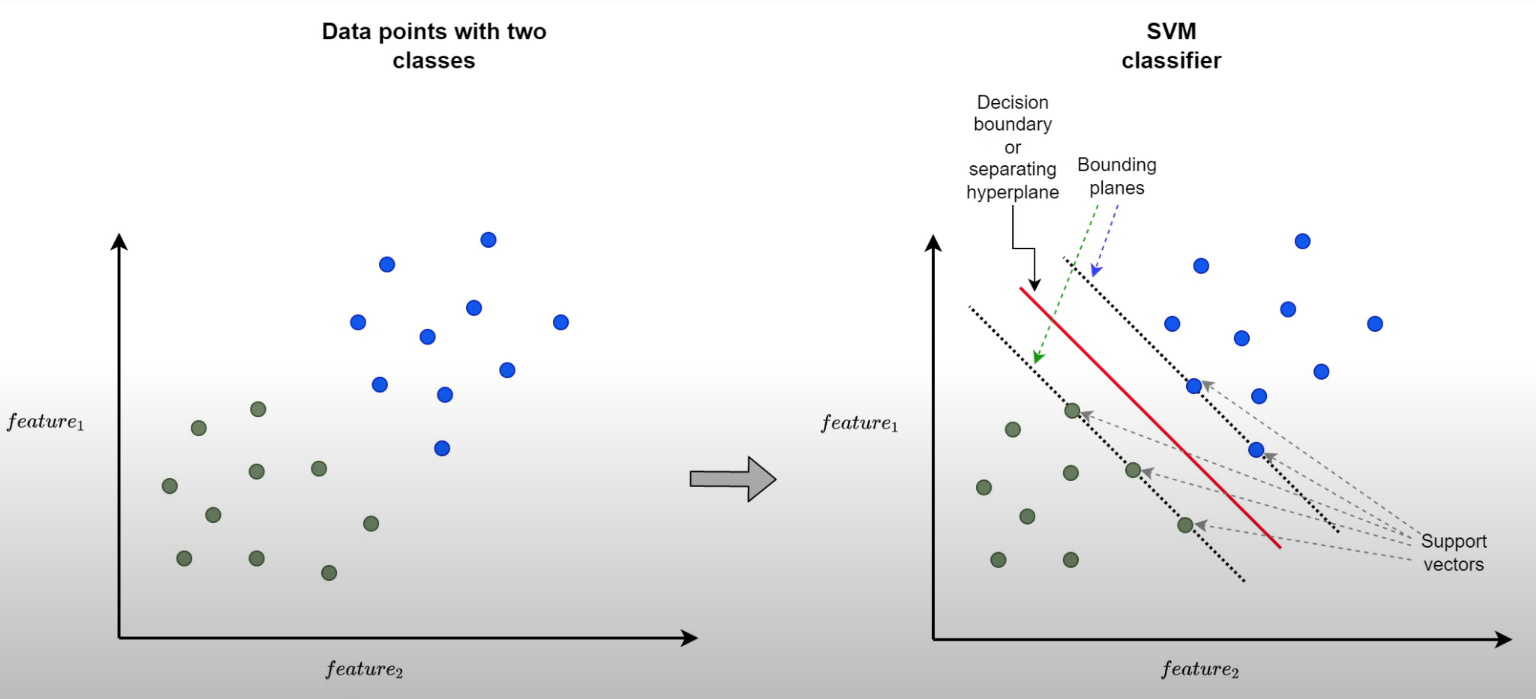 Data points with two
classes
feature₁
feature₂
SVM
classifier
Decision
boundary
or
separating
hyperplane
Bounding
planes
feature₁
Support
vectors
feature₂